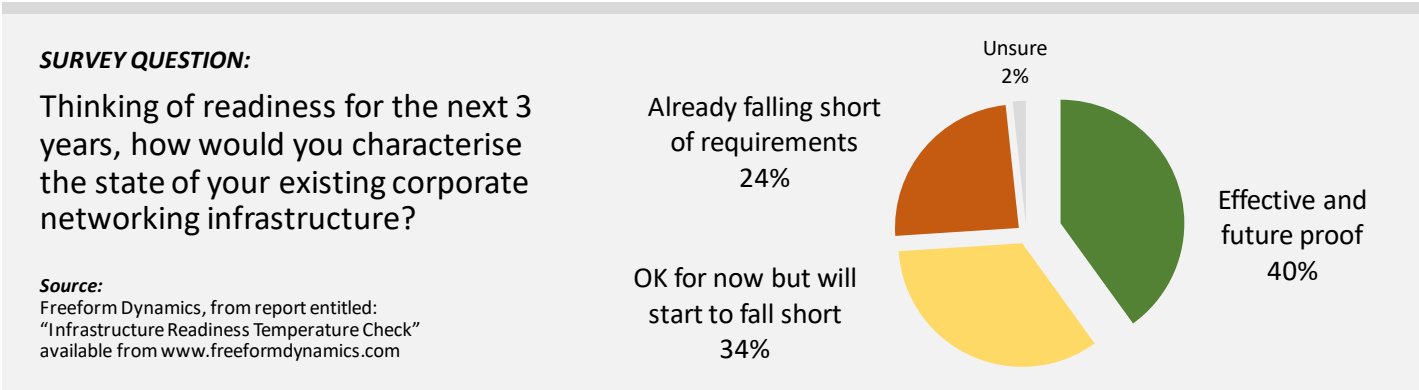 SURVEY QUESTION:
Thinking of readiness for the next 3
years, how would you characterise
the state of your existing corporate
networking infrastructure?
Source:
Freeform Dynamics, from report entitled:
“Infrastructure Readiness Temperature Check”
available from www.freeformdynamics.com
Unsure
2%
Already falling short
of requirements
24%
OK for now but will
start to fall short
34%
Effective and
future proof
40%